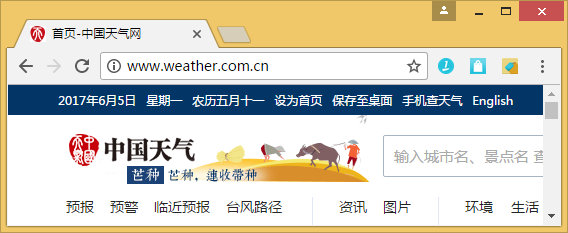 首页-中国天气网
www.weather.com.cn
2017年6月5日 星期一 农历五月十一 设为首页 保存至桌面 手机查天气 English
中国天气
芒种 芒种，連收带种
输入城市名、景点名 查
预报 预警 临近预报 台风路径 资讯 图片 环境 生活